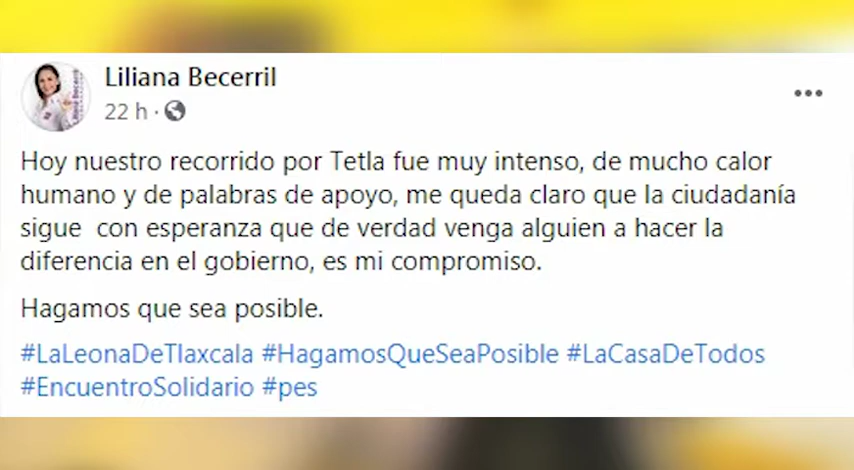 Liliana Becerril
22 h ·
Hoy nuestro recorrido por Tetla fue muy intenso, de mucho calor
humano y de palabras de apoyo, me queda claro que la ciudadanía
sigue  con esperanza que de verdad venga alguien a hacer la
diferencia en el gobierno, es mi compromiso.
Hagamos que sea posible.
#LaLeonaDeTlaxcala #HagamosQueSeaPosible #LaCasaDeTodos
#EncuentroSolidario #pes